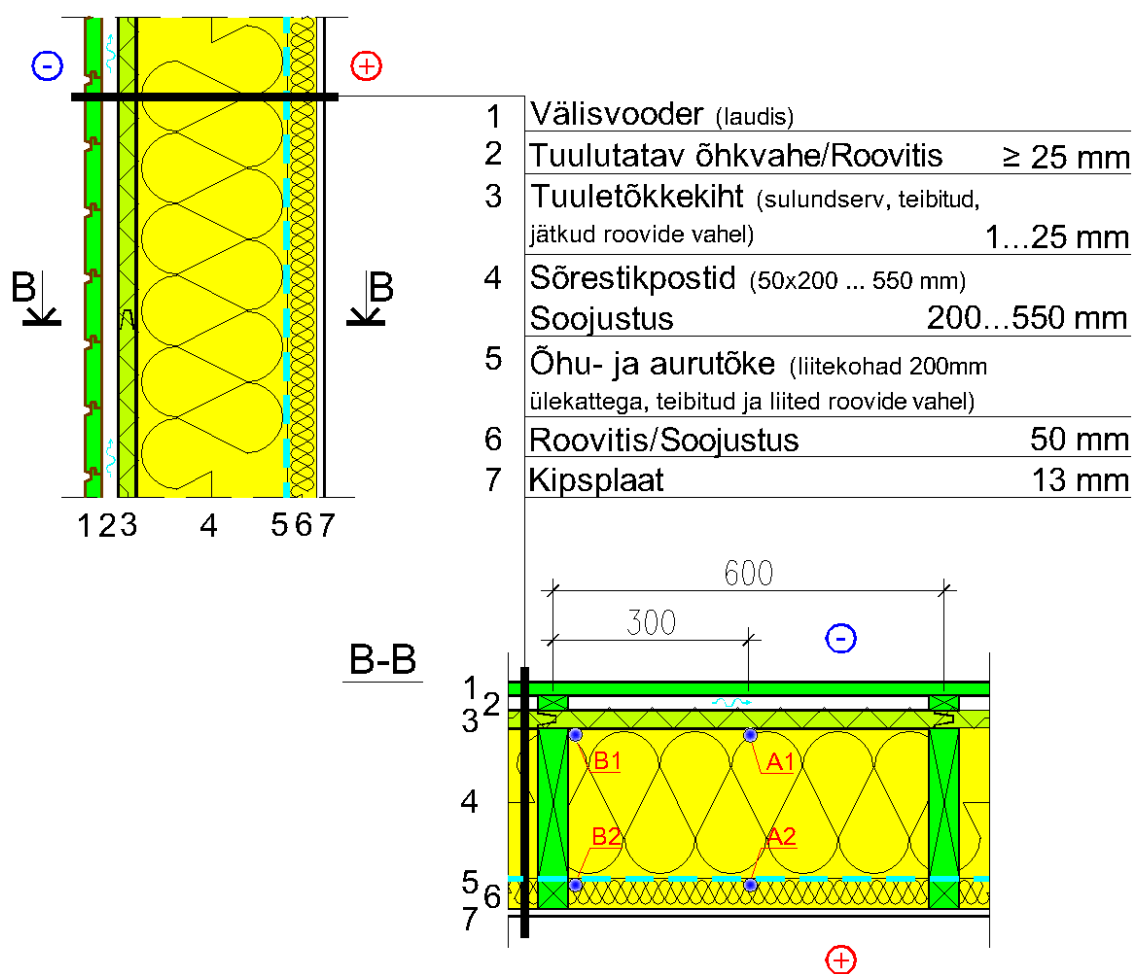 1 Välisvooder (laudis)
2 Tuulutatav õhkvahe/Roovitis ≥ 25 mm
3 Tuuletõkkekiht (sulundserv, teibitud,
jätkud roovide vahel) 1...25 mm
4 Sõrestikpostid (50x200 ... 550 mm)
Soojustus 200...550 mm
5 Õhu- ja aurutõke (liitekohad 200mm
ülekattega, teibitud ja liited roovide vahel)
6 Roovitis/Soojustus 50 mm
7 Kipsplaat 13 mm
- +
B B
1 2 3 4 5 6 7
600
300
-
B-B
1
2
3
B1 A1
4
B2 A2
5
6
7
+